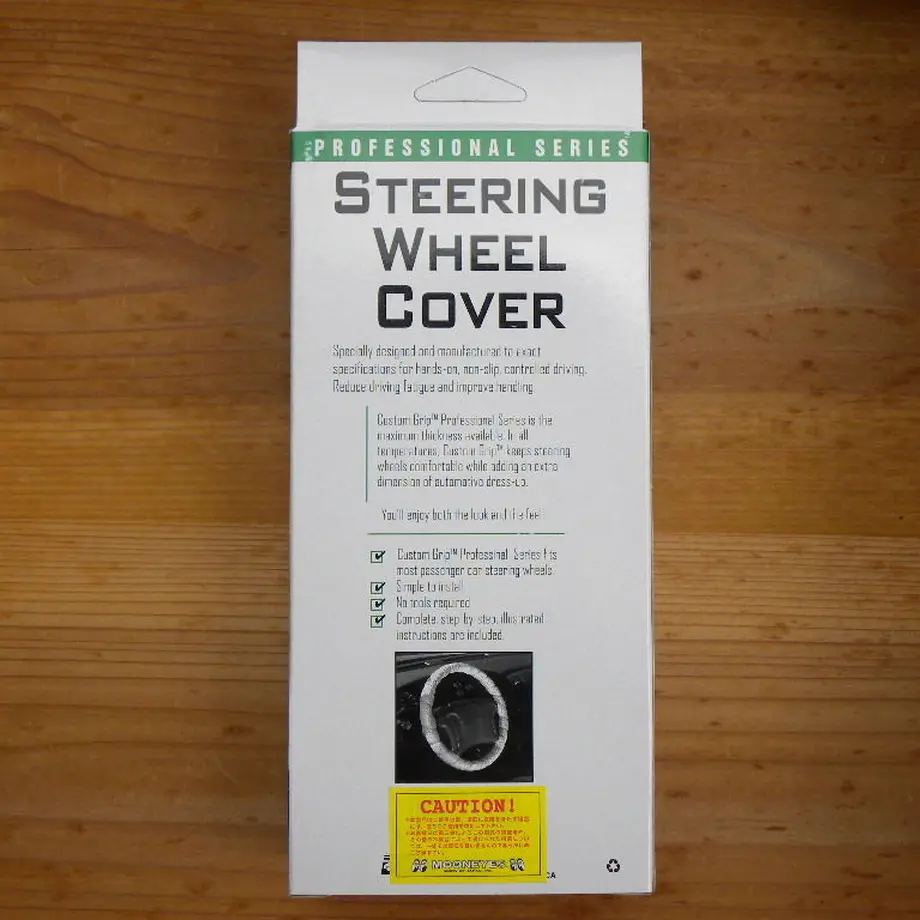 PROFESSIONAL SERIES
STEERING
WHEEL
COVER
Specially designed and manufactured to exact
specifications for hands-on, non-slip, controlled driving.
Reduce driving fatigue and improve handling.
Custom Grip™ Professional Series is the
maximum thickness available. In all
temperatures, Custom Grip™ keeps steering
wheels comfortable while adding an extra
dimension of automotive dress-up.
You'll enjoy both the look and the feel!
Custom Grip™ Professional Series fits
most passenger car steering wheels.
Simple to install
No tools required
Complete, step by step, illustrated
instructions are included.
CAUTION!
MOONEYES